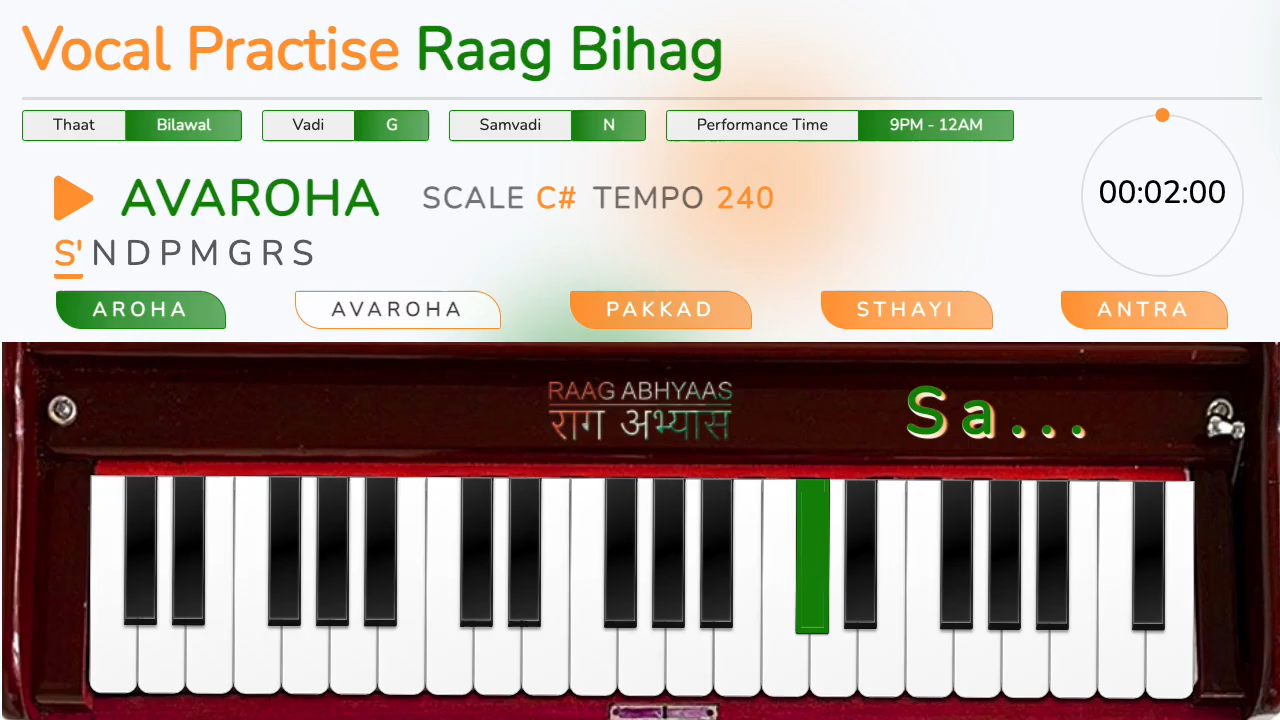 Vocal Practise Raag Bihag
Thaat Bilawal Vadi G Samvadi N Performance Time 9PM - 12AM
AVAROHA SCALE C# TEMPO 240
00:02:00
S' N D P M G R S
AROHA AVAROHA PAKKAD STHAYI ANTRA
RAAG ABHYAAS
राग अभ्यास
Sa...